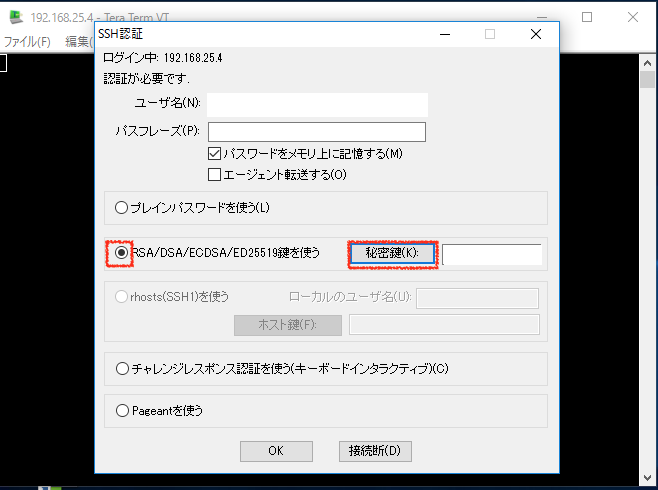 192.168.25.4 - Tera Term VT
ファイル(F) 編集(
SSH認証
ログイン中: 192.168.25.4
認証が必要です.
ユーザ名(N):
パスフレーズ(P):
パスワードをメモリ上に記憶する(M)
エージェント転送する(O)
プレインパスワードを使う(L)
RSA/DSA/ECDSA/ED25519鍵を使う 秘密鍵(K):
rhosts(SSH1)を使う ローカルのユーザ名(U):
ホスト鍵(F):
チャレンジレスポンス認証を使う(キーボードインタラクティブ)(C)
Pageantを使う
OK 接続断(D)